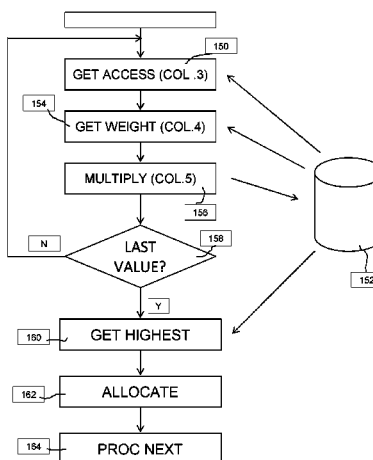 150
GET ACCESS (COL .3)
154
GET WEIGHT (COL.4)
MULTIPLY (COL.5)
156
158
N
LAST
VALUE?
152
Y
GET HIGHEST
160
ALLOCATE
162
PROC NEXT
164